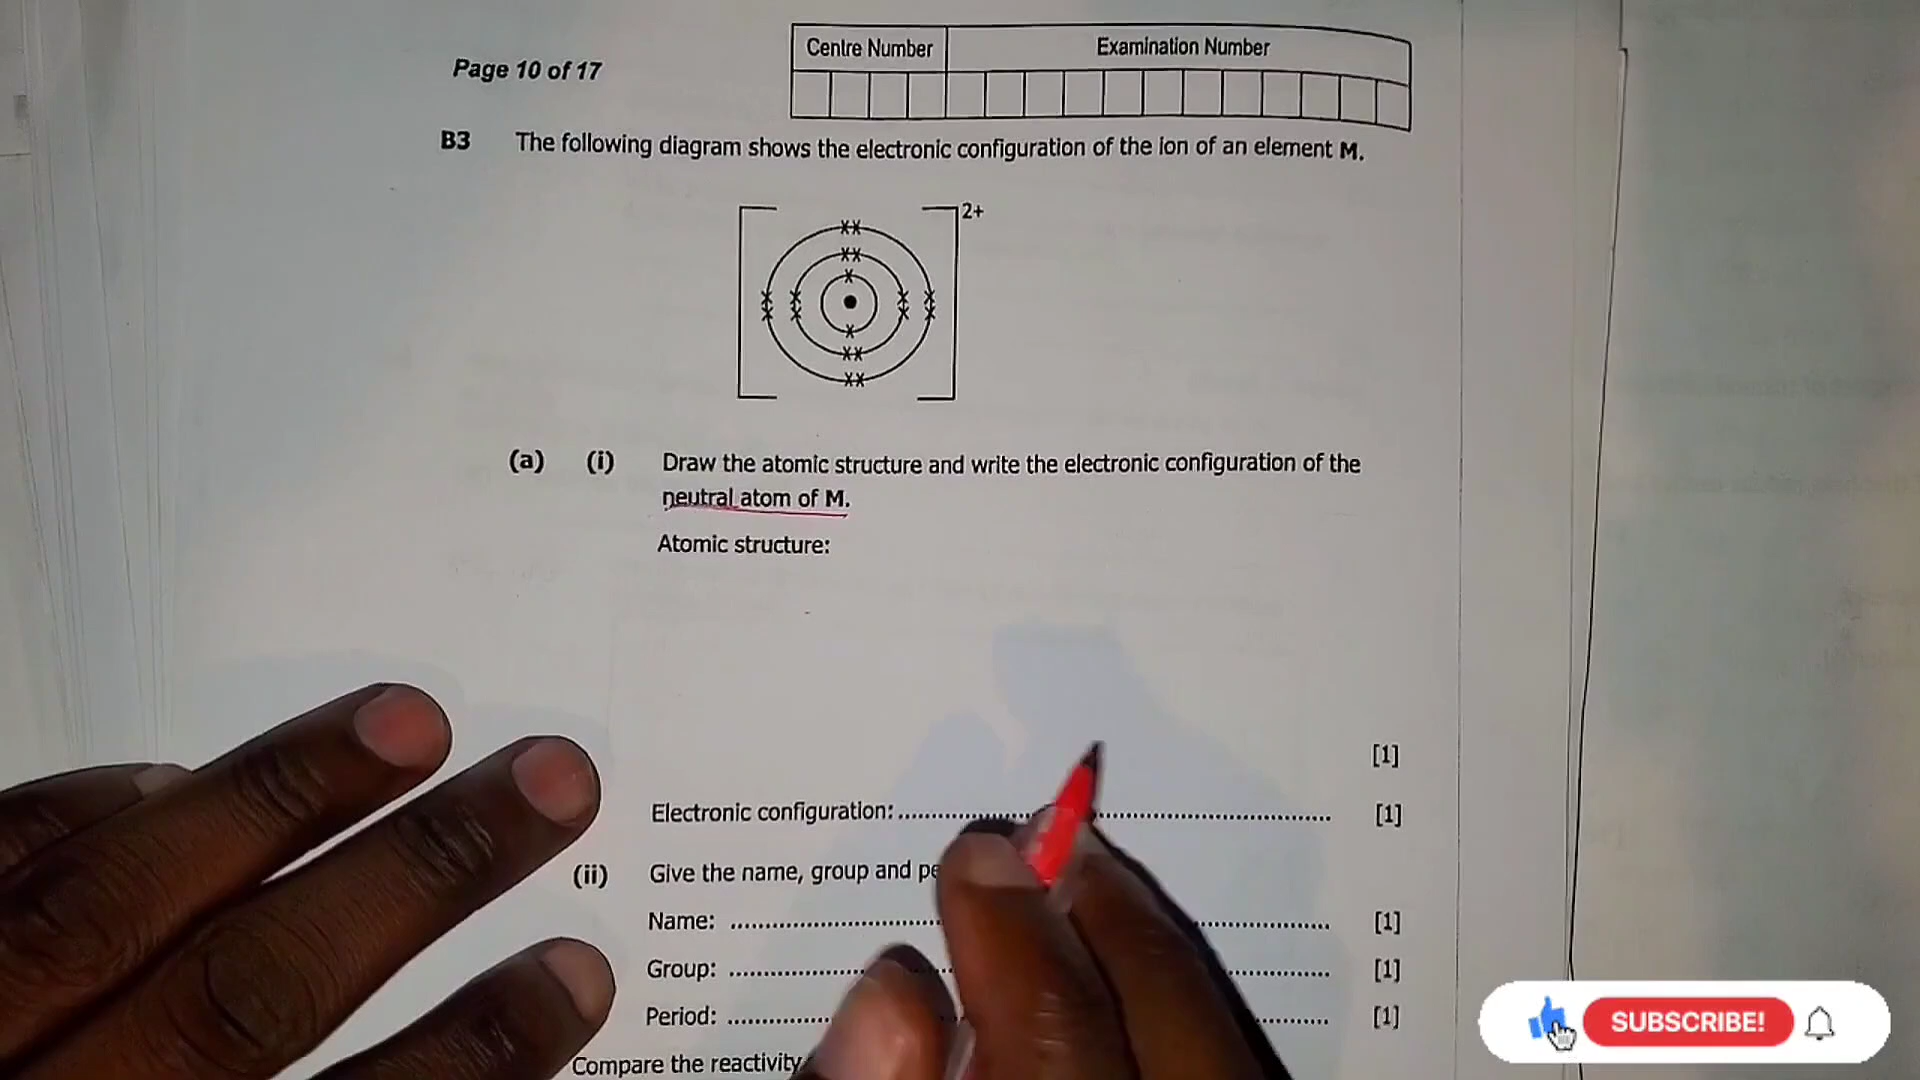 Page 10 of 17
Centre Number
Examination Number
B3 The following diagram shows the electronic configuration of the ion of an element M.
2+
(a) (i) Draw the atomic structure and write the electronic configuration of the
neutral atom of M.
Atomic structure:
[1]
Electronic configuration: [1]
(ii) Give the name, group and
Name: [1]
Group: [1]
Period: [1]
Compare the reactivity
SUBSCRIBE!